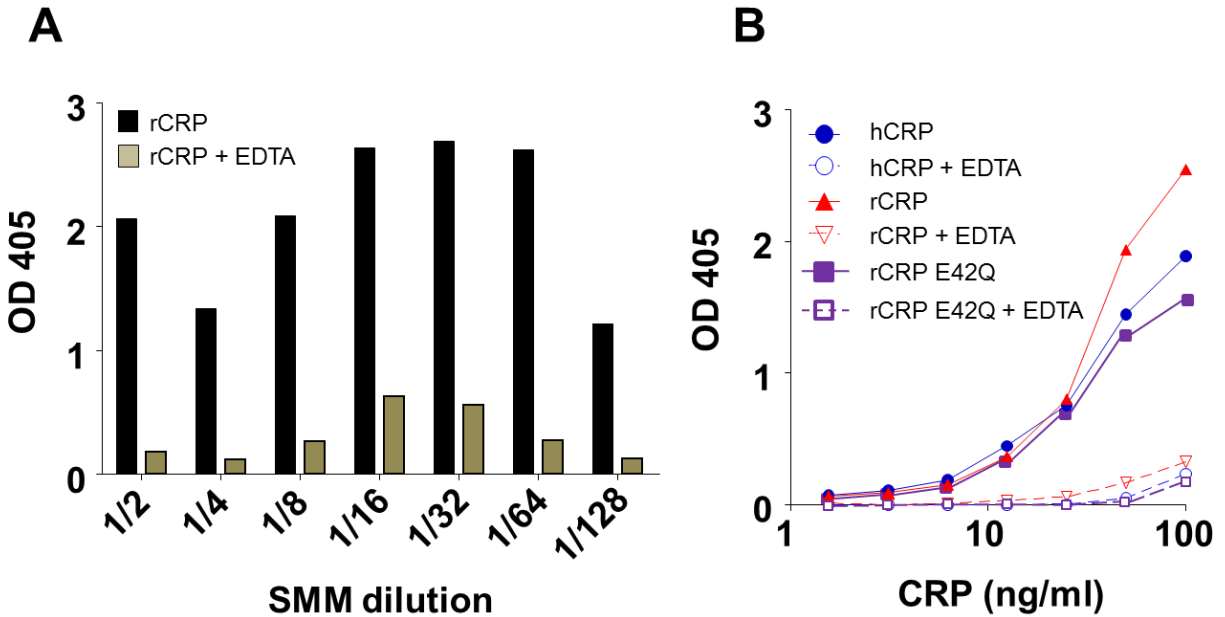 A
3
2
1
0
OD 405
rCRP
rCRP + EDTA
1/2
1/4
1/8
1/16
1/32
1/64
1/128
SMM dilution
B
3
2
1
0
OD 405
hCRP
hCRP + EDTA
rCRP
rCRP + EDTA
rCRP E42Q
rCRP E42Q + EDTA
1
10
100
CRP (ng/ml)